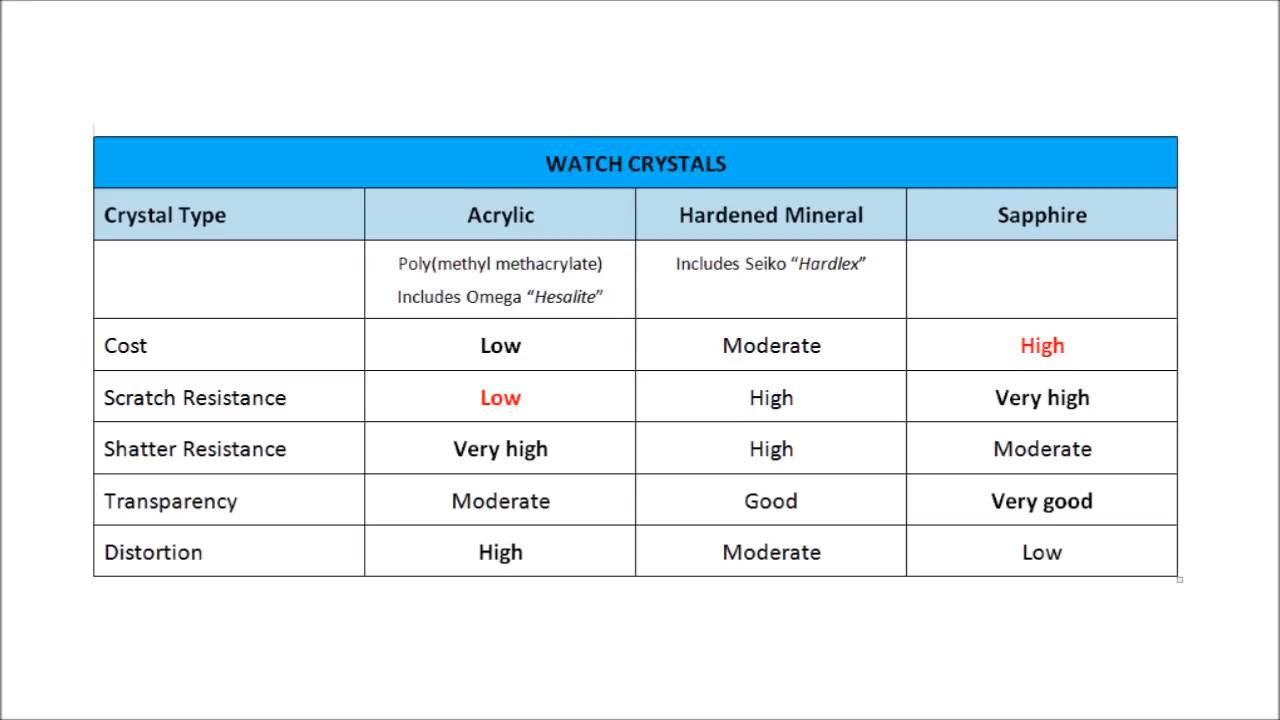 WATCH CRYSTALS
Crystal Type Acrylic Hardened Mineral Sapphire
Poly(methyl methacrylate) Includes Seiko “Hardlex”
Includes Omega “Hesalite”
Cost Low Moderate High
Scratch Resistance Low High Very high
Shatter Resistance Very high High Moderate
Transparency Moderate Good Very good
Distortion High Moderate Low